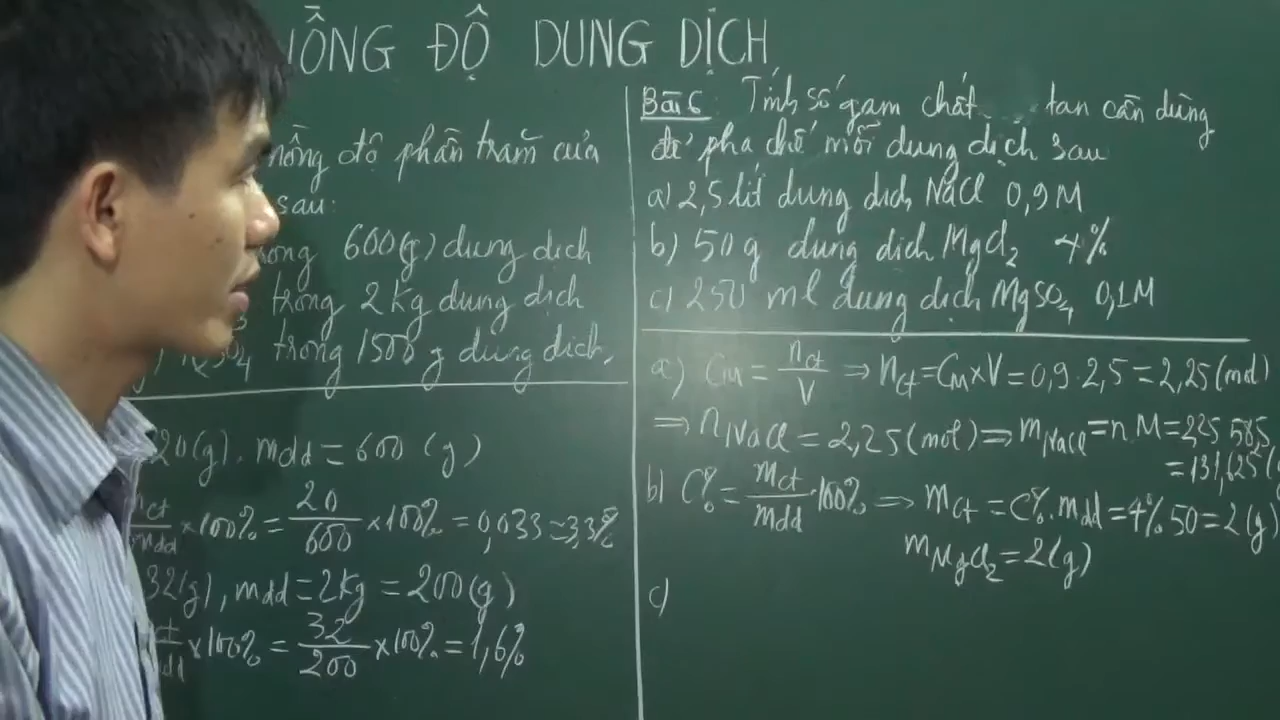 ỒNG ĐỘ DUNG DỊCH
nồng độ phần trăm của
sau:
600(g) dung dịch
trong 2 kg dung dịch
trong 1500 g dung dịch,
20(g), mdd = 600 (g)
ct/mdd × 100% = 20/600 × 100% = 0,033 = 3,3%
32(g), mdd = 2kg = 200(g)
× 100% = 32/200 × 100% = 1,6%
Bài 6: Tính số gam chất tan cần dùng
để pha chế mỗi dung dịch sau
a) 2,5 lít dung dịch NaCl 0,9M
b) 50g dung dịch MgCl₂ 4%
c) 250 ml dung dịch MgSO₄ 0,1M
a) CM = nct/V ⇒ nct = CM×V = 0,9·2,5 = 2,25 (mol)
⇒ nNaCl = 2,25(mol) ⇒ mNaCl = n M = 2,25 58,5
= 131,625 (g
b) C% = mct/mdd·100% ⇒ mct = C%.mdd = 4% 50 = 2(g)
mMgCl₂ = 2(g)
c)